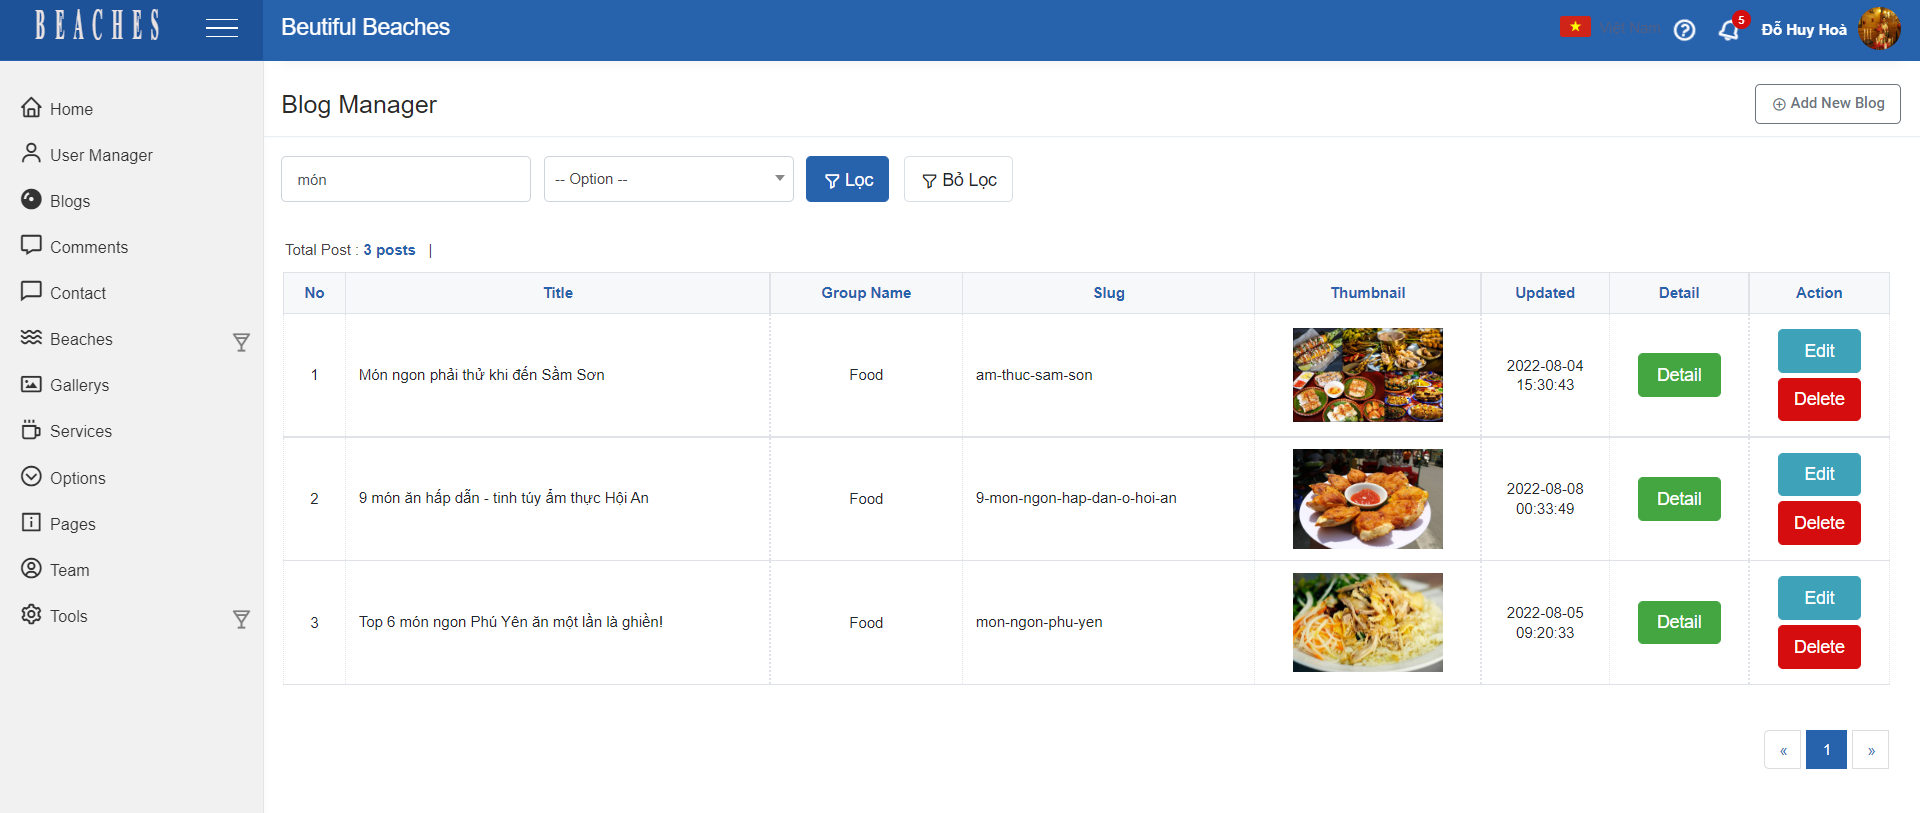 BEACHES
Beutiful Beaches
Việt Nam
5
Đỗ Huy Hoà
Home
User Manager
Blogs
Comments
Contact
Beaches
Gallerys
Services
Options
Pages
Team
Tools
Blog Manager
Add New Blog
món
-- Option --
Lọc
Bỏ Lọc
Total Post : 3 posts |
No Title Group Name Slug Thumbnail Updated Detail Action
1 Món ngon phải thử khi đến Sầm Sơn Food am-thuc-sam-son 2022-08-04 15:30:43 Detail Edit Delete
2 9 món ăn hấp dẫn - tinh túy ẩm thực Hội An Food 9-mon-ngon-hap-dan-o-hoi-an 2022-08-08 00:33:49 Detail Edit Delete
3 Top 6 món ngon Phú Yên ăn một lần là ghiền! Food mon-ngon-phu-yen 2022-08-05 09:20:33 Detail Edit Delete
« 1 »